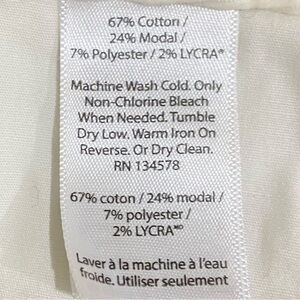 67% Cotton /
24% Modal /
7% Polyester / 2% LYCRA®
Machine Wash Cold. Only
Non-Chlorine Bleach
When Needed. Tumble
Dry Low. Warm Iron On
Reverse. Or Dry Clean.
RN 134578
67% coton / 24% modal /
7% polyester /
2% LYCRA
Laver à la machine à l'eau
froide. Utiliser seulement